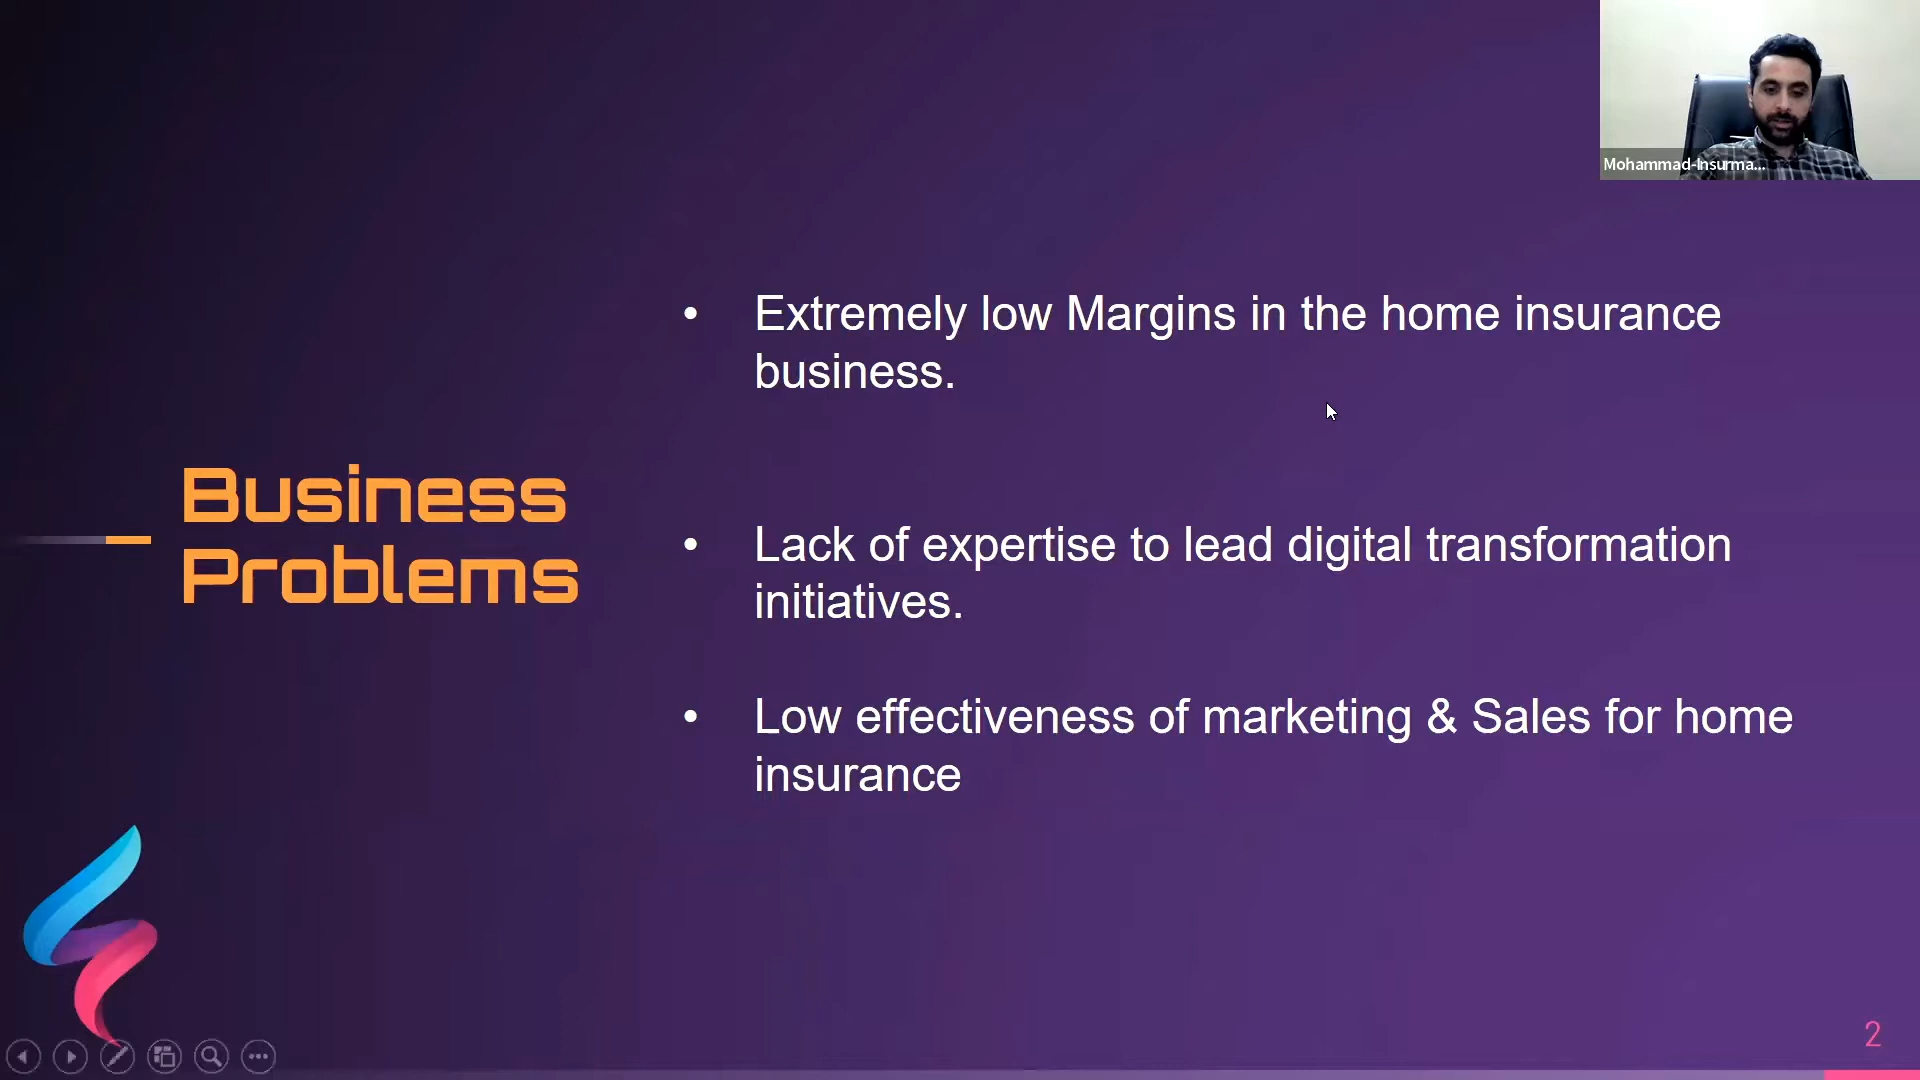 Mohammad-Insurma...
Business
Problems
• Extremely low Margins in the home insurance
business.
• Lack of expertise to lead digital transformation
initiatives.
• Low effectiveness of marketing & Sales for home
insurance
2